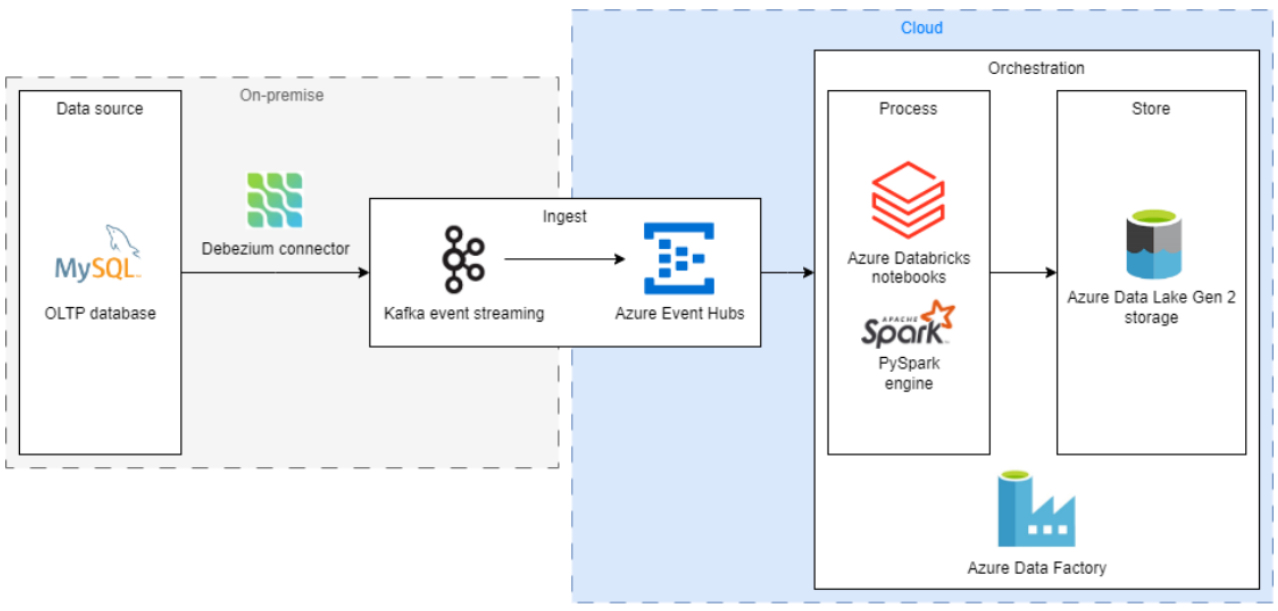 Cloud
Orchestration
On-premise
Data source
Process
Store
Ingest
Debezium connector
MySQL
OLTP database
Kafka event streaming
Azure Event Hubs
Azure Databricks
notebooks
APACHE
Spark
PySpark
engine
Azure Data Lake Gen 2
storage
Azure Data Factory